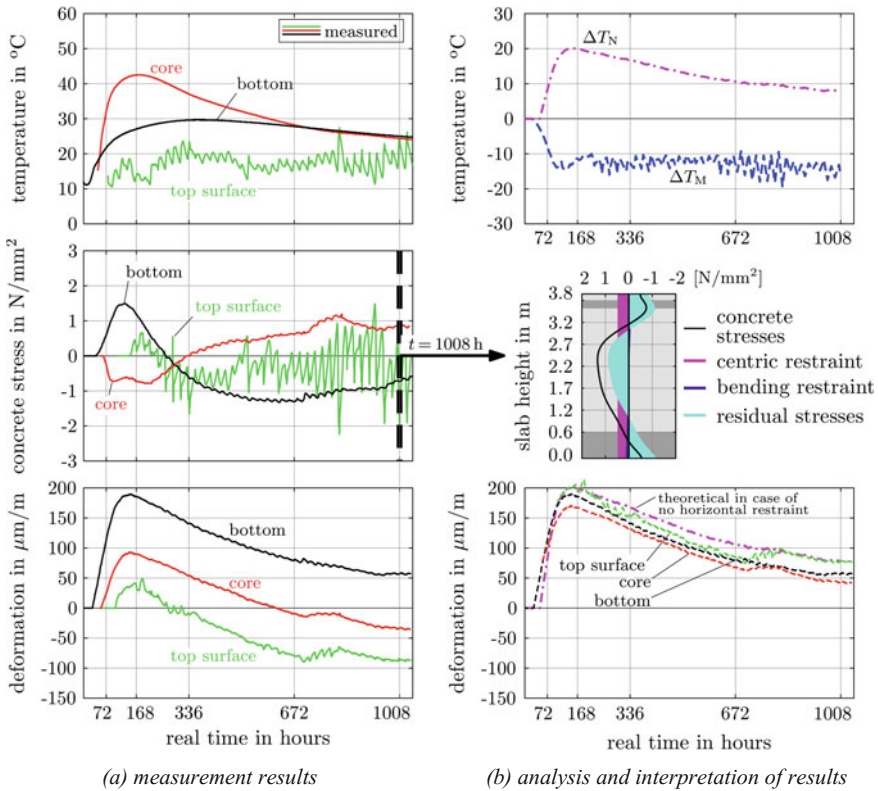 60
50
40
30
20
10
0
temperature in °C
measured
core
bottom
top surface
3
2
1
0
-1
-2
-3
concrete stress in N/mm²
bottom
top surface
core
t = 1008 h
200
150
100
50
0
-50
-100
-150
deformation in µm/m
bottom
core
top surface
72 168 336 672 1008
real time in hours
(a) measurement results
30
20
10
0
-10
-20
-30
temperature in °C
ΔT_N
ΔT_M
72 168 336 672 1008
2 1 0 -1 -2 [N/mm²]
3.8
3.2
2.7
2.2
1.7
1.2
0.6
0.0
slab height in m
concrete
stresses
centric restraint
bending restraint
residual stresses
200
150
100
50
0
-50
-100
-150
deformation in µm/m
theoretical in case of
no horizontal restraint
top surface
core
bottom
72 168 336 672 1008
real time in hours
(b) analysis and interpretation of results